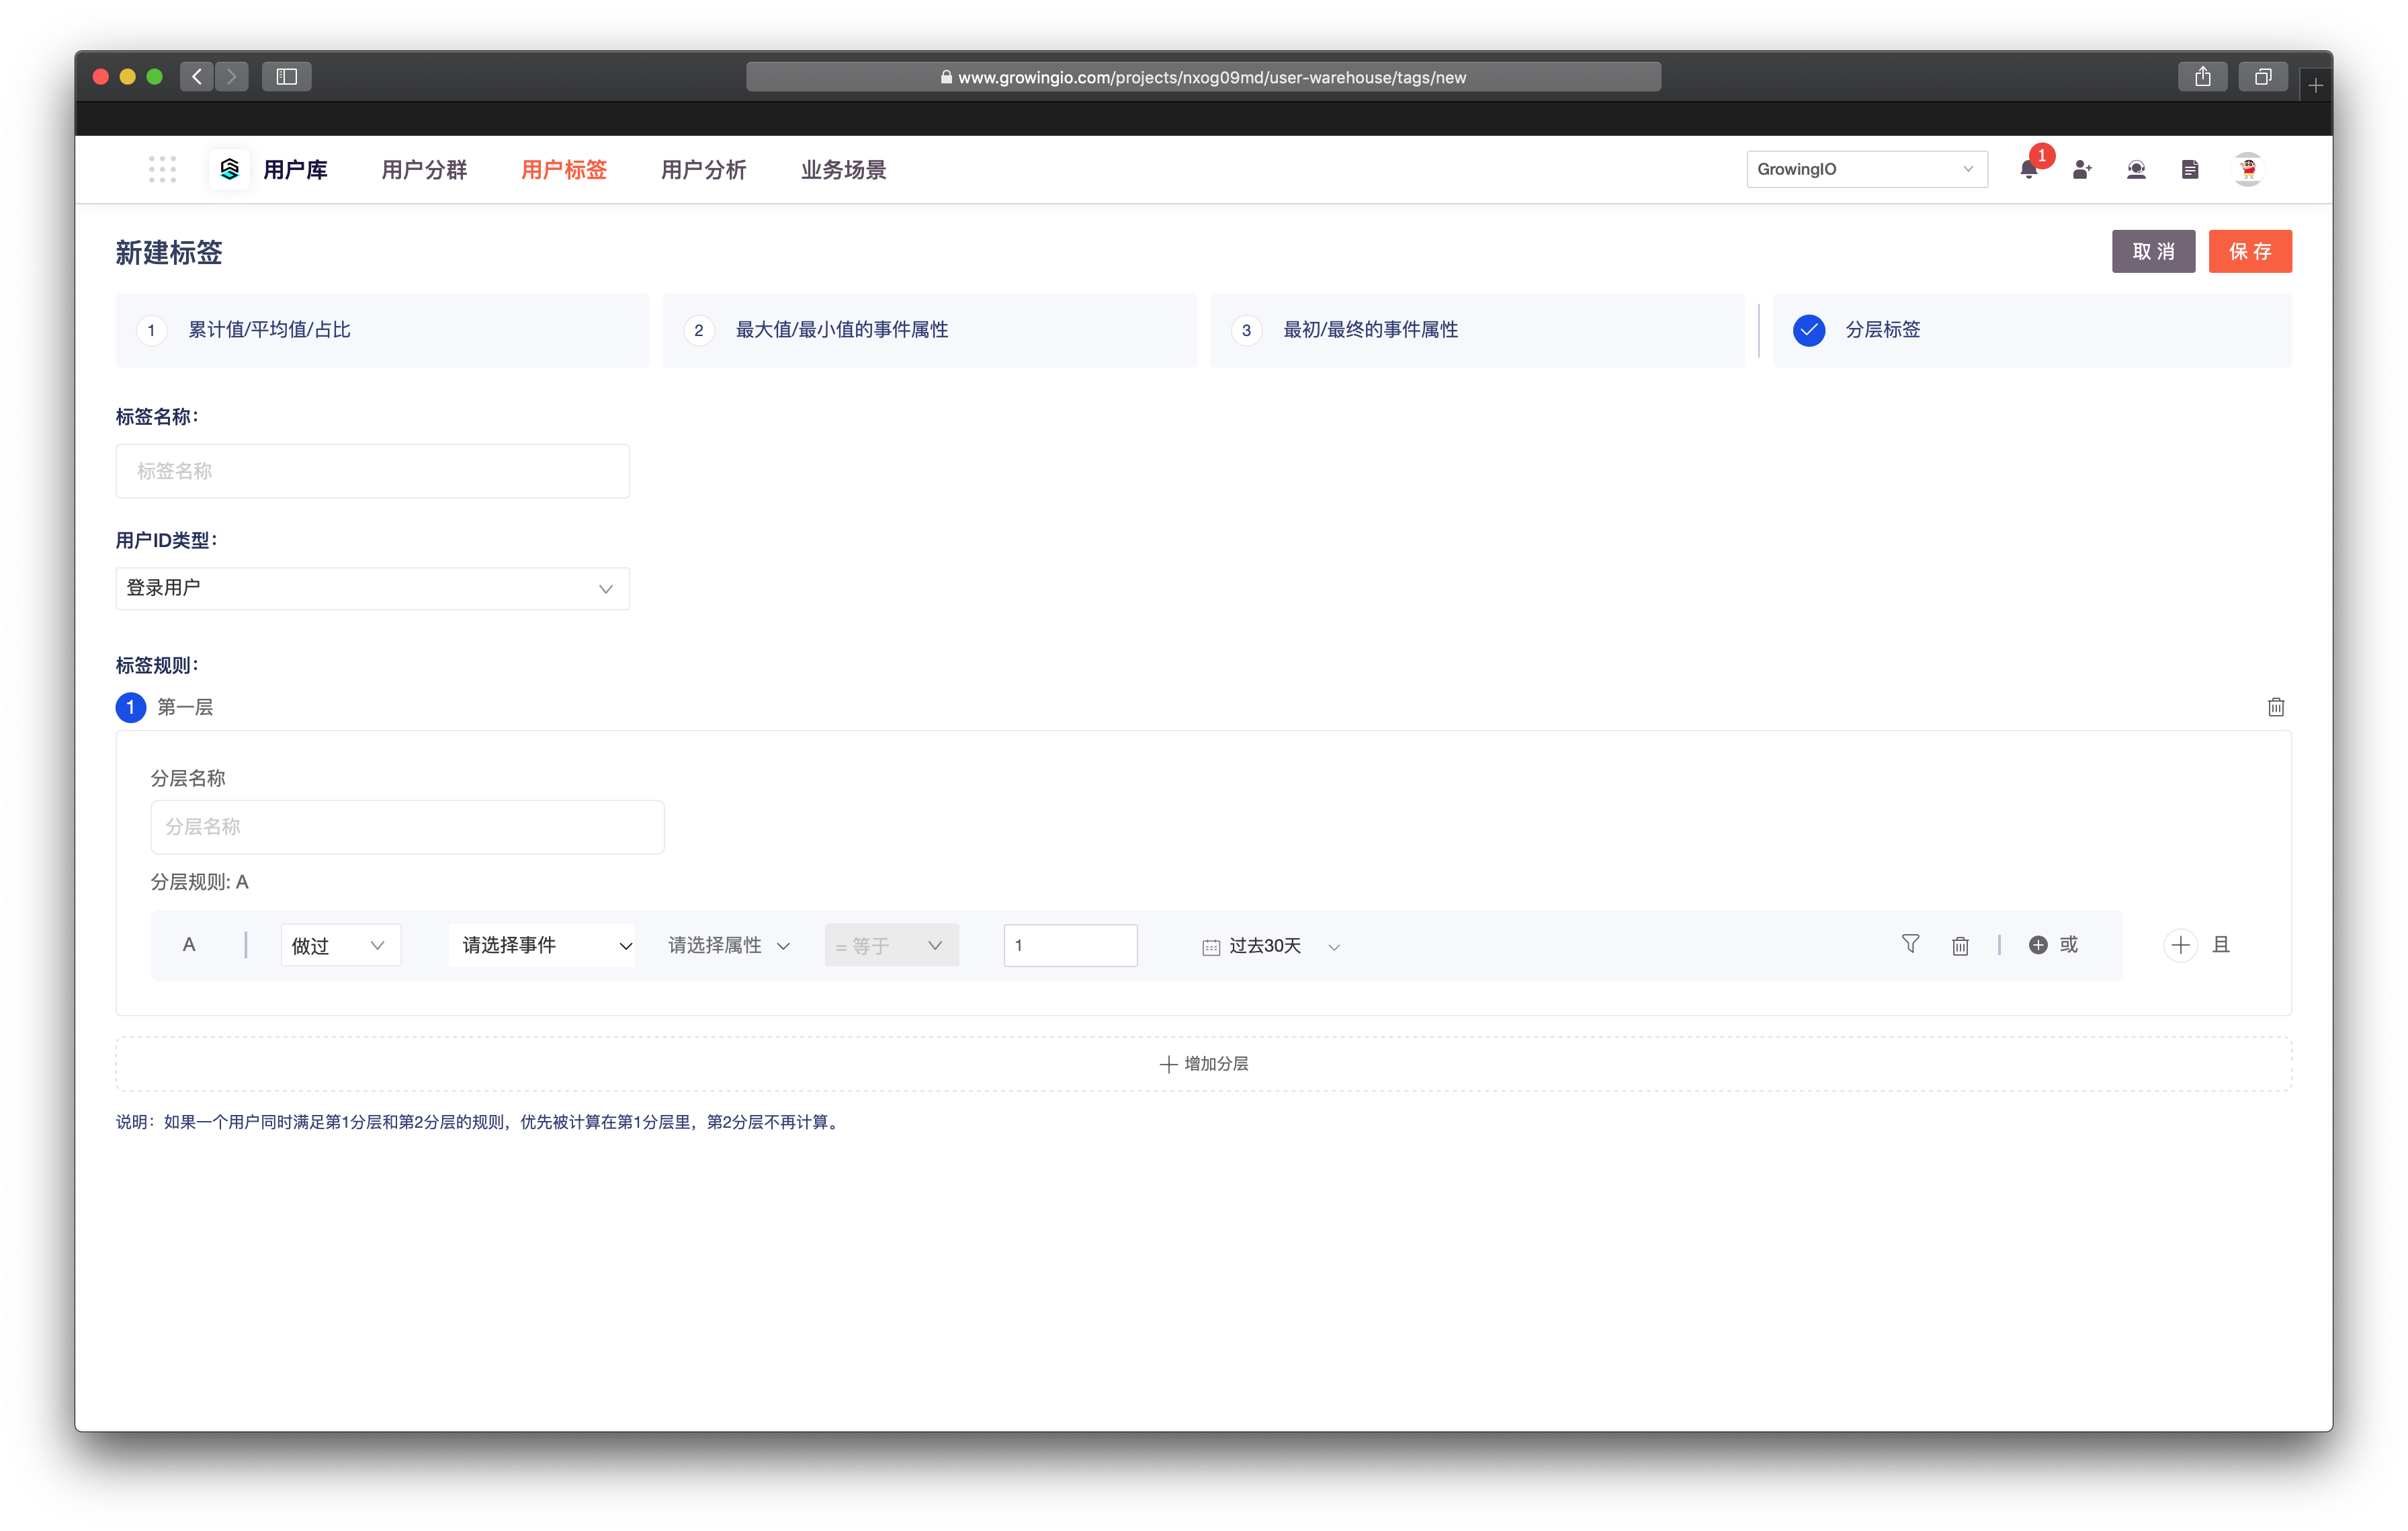 www.growingio.com/projects/nxog09md/user-warehouse/tags/new
用户库 用户分群 用户标签 用户分析 业务场景 GrowingIO 1
新建标签 取消 保存
1 累计值/平均值/占比 2 最大值/最小值的事件属性 3 最初/最终的事件属性 分层标签
标签名称：
标签名称
用户ID类型：
登录用户
标签规则：
1 第一层
分层名称
分层名称
分层规则: A
A 做过 请选择事件 请选择属性 = 等于 1 过去30天 或 且
增加分层
说明：如果一个用户同时满足第1分层和第2分层的规则，优先被计算在第1分层里，第2分层不再计算。